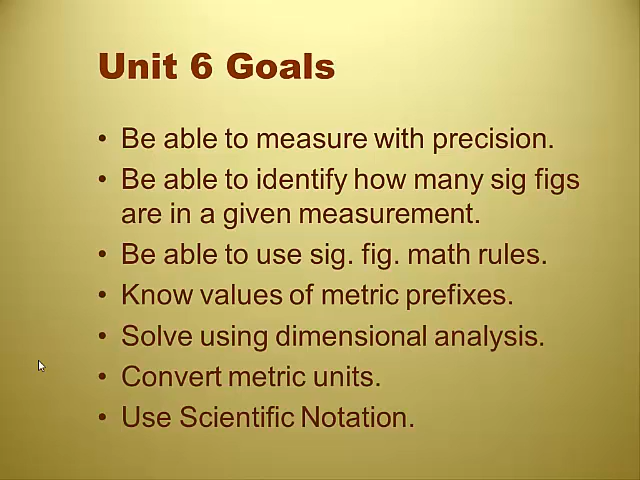 Unit 6 Goals
• Be able to measure with precision.
• Be able to identify how many sig figs
are in a given measurement.
• Be able to use sig. fig. math rules.
• Know values of metric prefixes.
• Solve using dimensional analysis.
• Convert metric units.
• Use Scientific Notation.